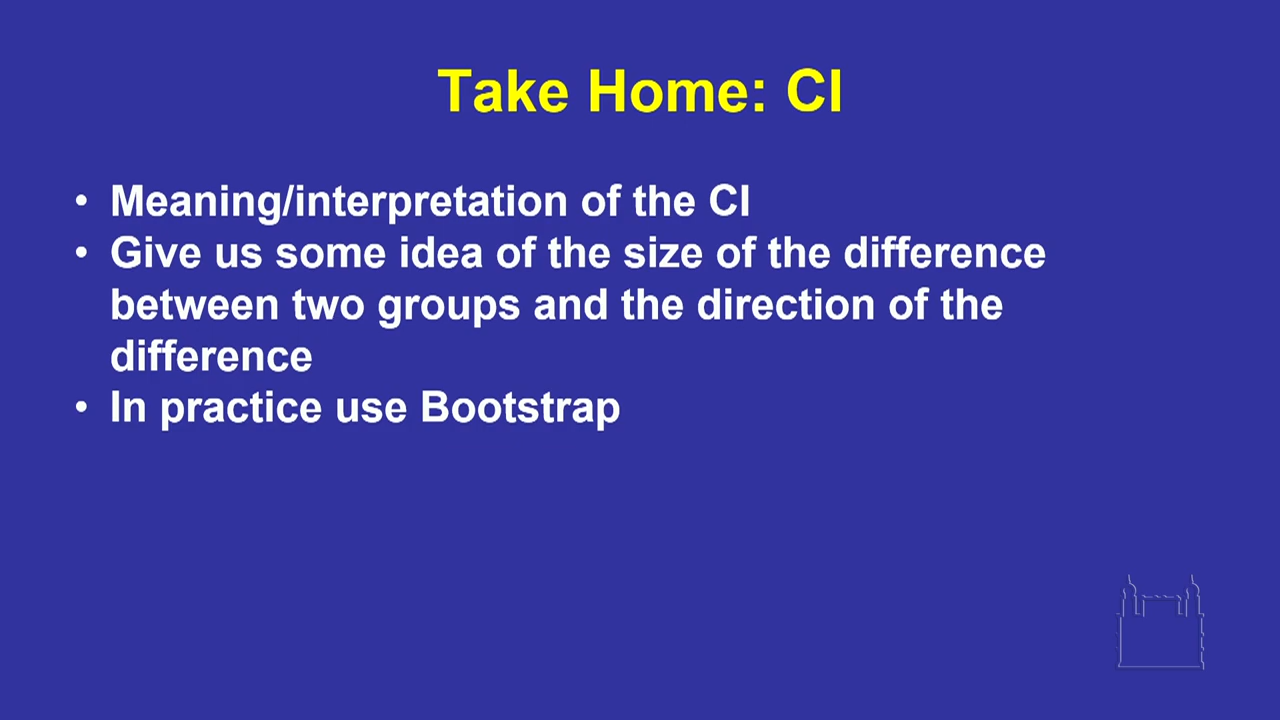 Take Home: CI
• Meaning/interpretation of the CI
• Give us some idea of the size of the difference
between two groups and the direction of the
difference
• In practice use Bootstrap